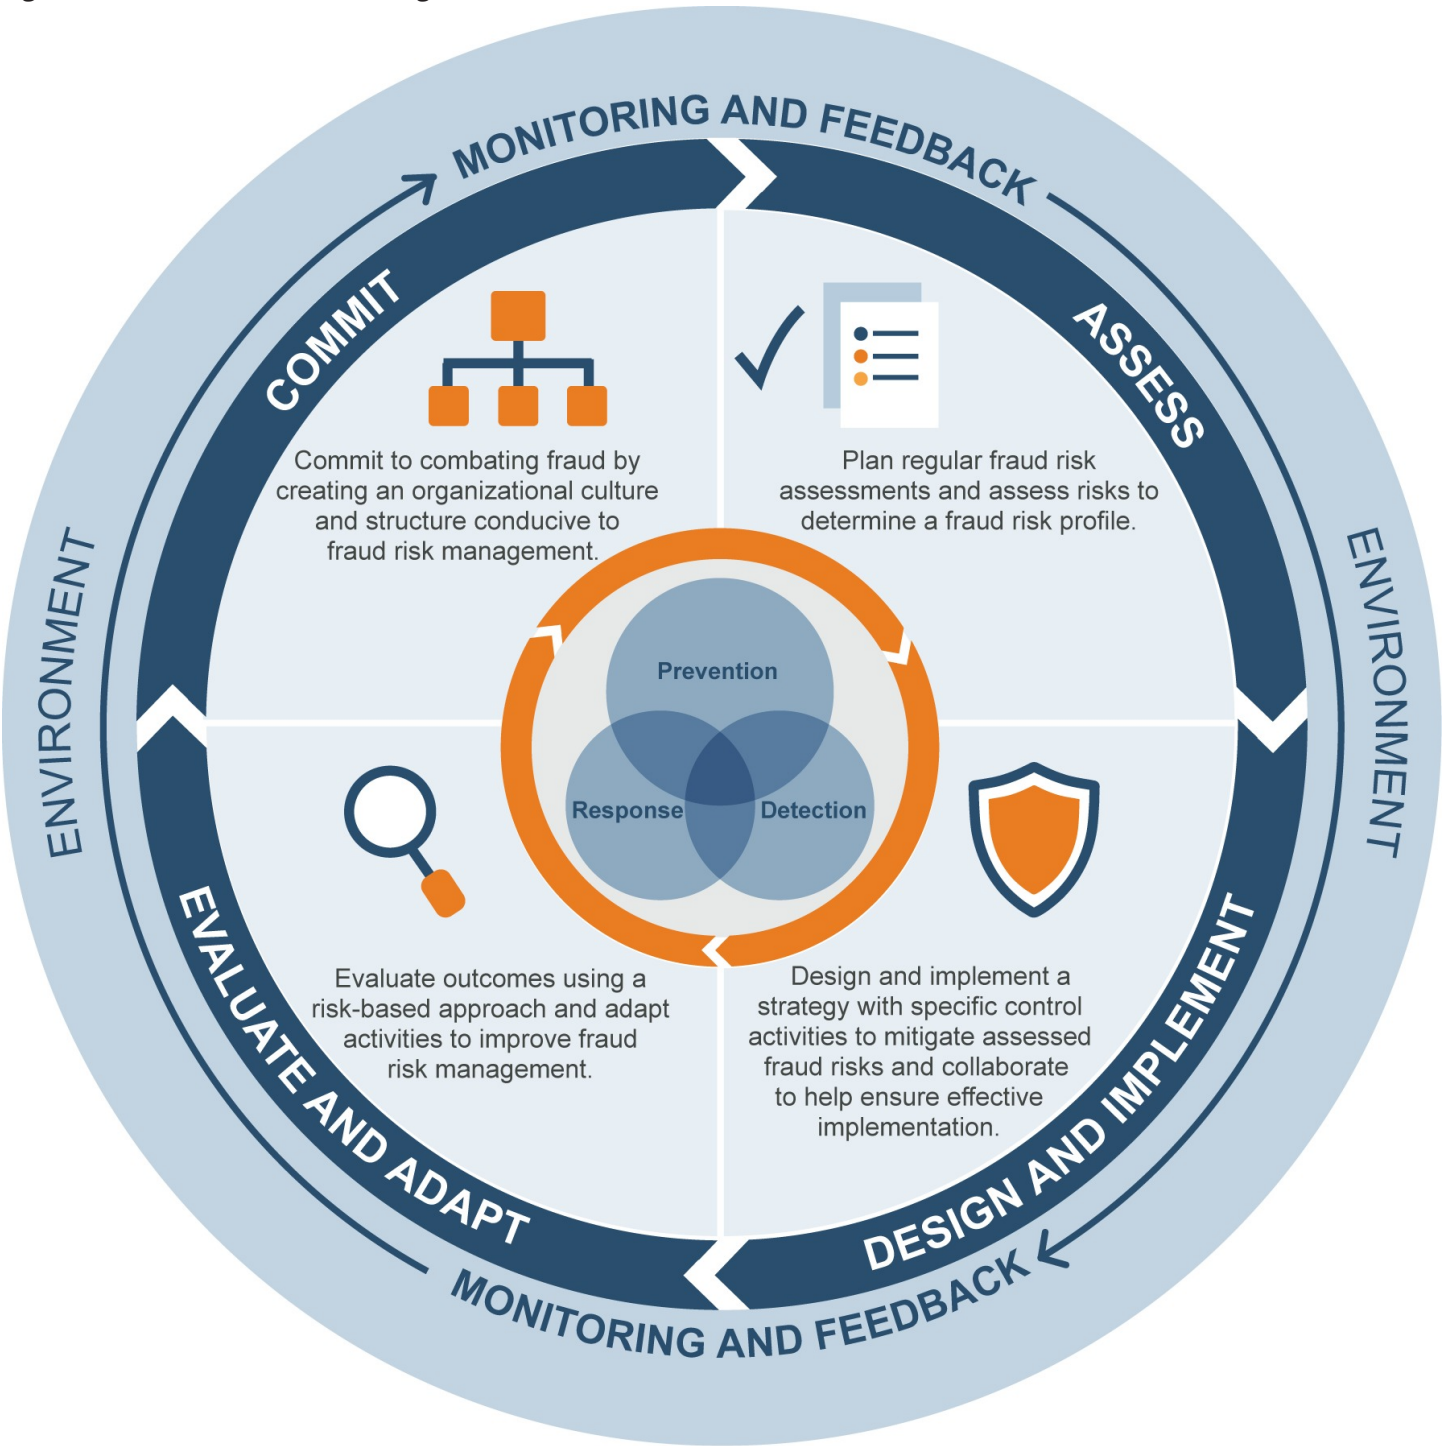 MONITORING AND FEEDBACK
COMMIT
ASSESS
Commit to combating fraud by
creating an organizational culture
and structure conducive to
fraud risk management.
Plan regular fraud risk
assessments and assess risks to
determine a fraud risk profile.
ENVIRONMENT
ENVIRONMENT
Prevention
Response
Detection
EVALUATE AND ADAPT
Evaluate outcomes using a
risk-based approach and adapt
activities to improve fraud
risk management.
Design and implement a
strategy with specific control
activities to mitigate assessed
fraud risks and collaborate
to help ensure effective
implementation.
DESIGN AND IMPLEMENT
MONITORING AND FEEDBACK